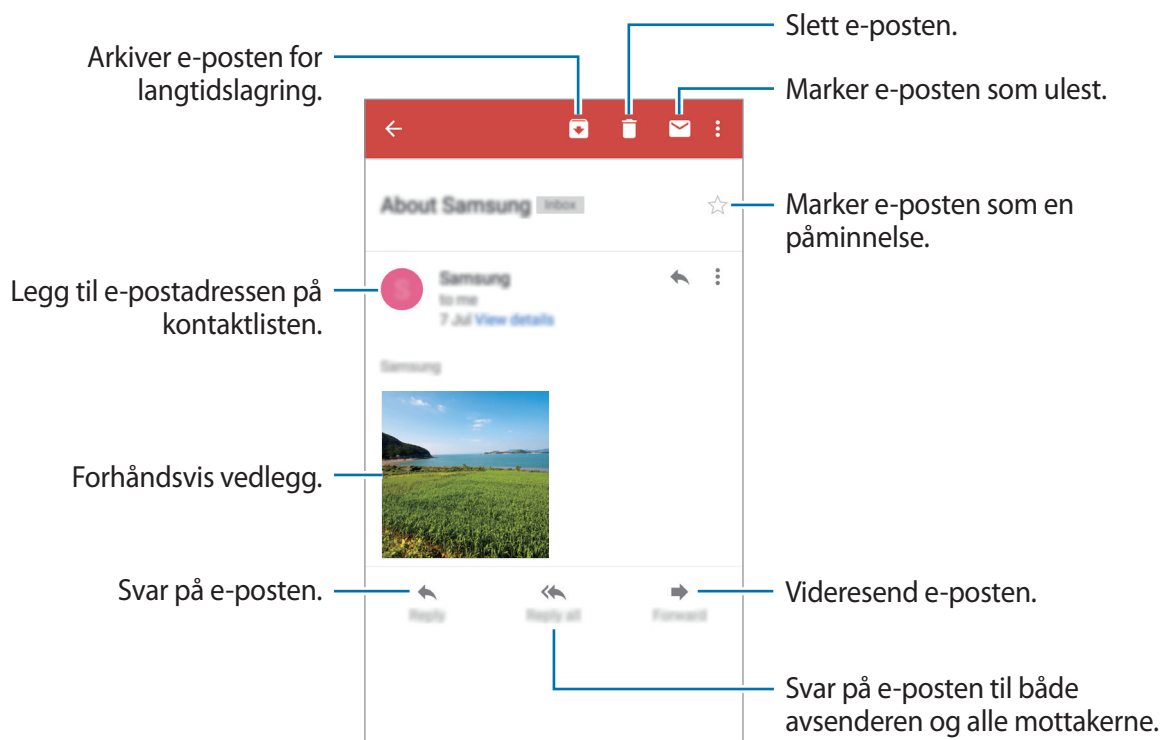 Slett e-posten.
Arkiver e-posten for
langtidslagring.
Marker e-posten som ulest.
About Samsung Inbox
Marker e-posten som en
påminnelse.
Legg til e-postadressen på
kontaktlisten.
S
Samsung
to me
7 Jul View details
Samsung
Forhåndsvis vedlegg.
Svar på e-posten.
Videresend e-posten.
Reply Reply all Forward
Svar på e-posten til både
avsenderen og alle mottakerne.